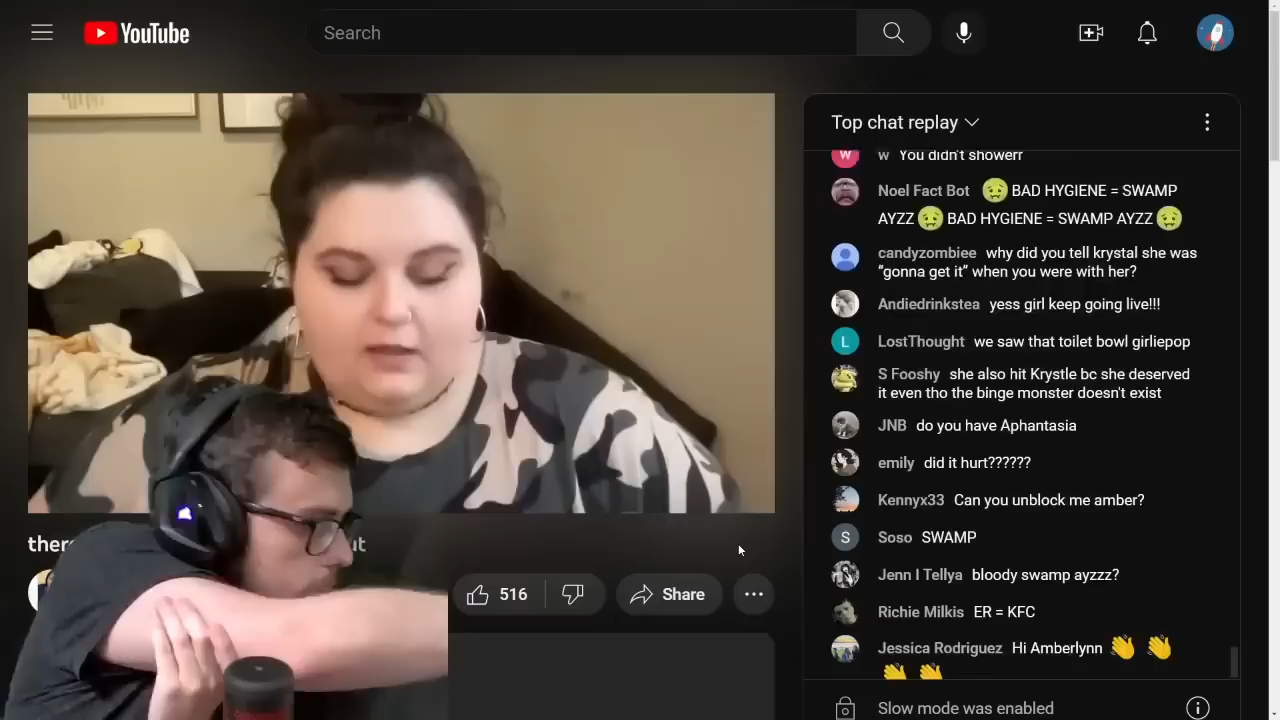 YouTube
Search
Top chat replay
w You didn't showerr
Noel Fact Bot BAD HYGIENE = SWAMP
AYZZ BAD HYGIENE = SWAMP AYZZ
candyzombiee why did you tell krystal she was
“gonna get it” when you were with her?
Andiedrinkstea yess girl keep going live!!!
L LostThought we saw that toilet bowl girliepop
S Fooshy she also hit Krystle bc she deserved
it even tho the binge monster doesn't exist
JNB do you have Aphantasia
emily did it hurt??????
Kennyx33 Can you unblock me amber?
S Soso SWAMP
Jenn I Tellya bloody swamp ayzzz?
Richie Milkis ER = KFC
Jessica Rodriguez Hi Amberlynn
Slow mode was enabled
516
Share